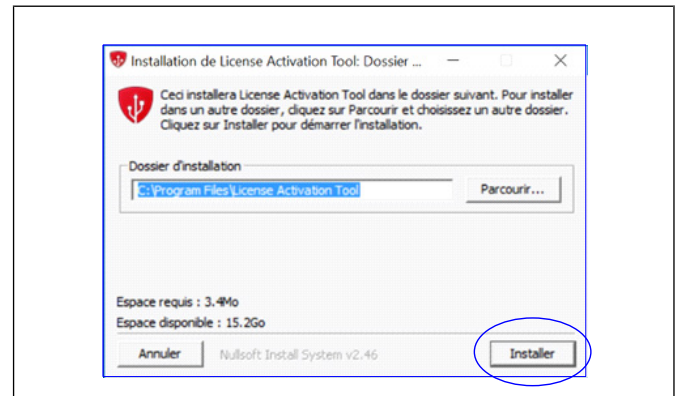 Installation de License Activation Tool: Dossier ...
Ceci installera License Activation Tool dans le dossier suivant. Pour installer
dans un autre dossier, cliquez sur Parcourir et choisissez un autre dossier.
Cliquez sur Installer pour démarrer l'installation.
Dossier d'installation
C:\Program Files\License Activation Tool
Parcourir...
Espace requis : 3.4Mo
Espace disponible : 15.2Go
Annuler
Nullsoft Install System v2.46
Installer